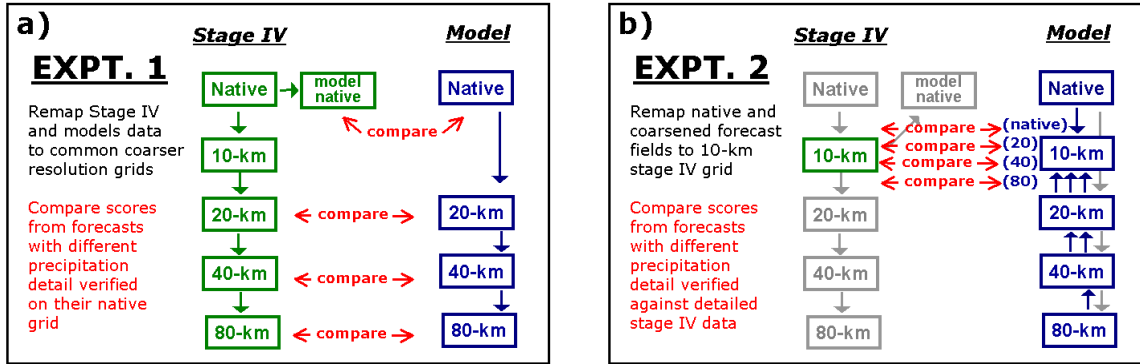 a)
EXPT. 1
Remap Stage IV
and models data
to common coarser
resolution grids
Compare scores
from forecasts
with different
precipitation
detail verified
on their native
grid
Stage IV
Model
Native
model
native
Native
compare
10-km
20-km
compare
20-km
40-km
compare
40-km
80-km
compare
80-km
b)
EXPT. 2
Remap native and
coarsened forecast
fields to 10-km
stage IV grid
Compare scores
from forecasts
with different
precipitation
detail verified
against detailed
stage IV data
Stage IV
Model
Native
model
native
Native
compare (native)
10-km
compare (20)
10-km
compare (40)
compare (80)
20-km
20-km
40-km
40-km
80-km
80-km